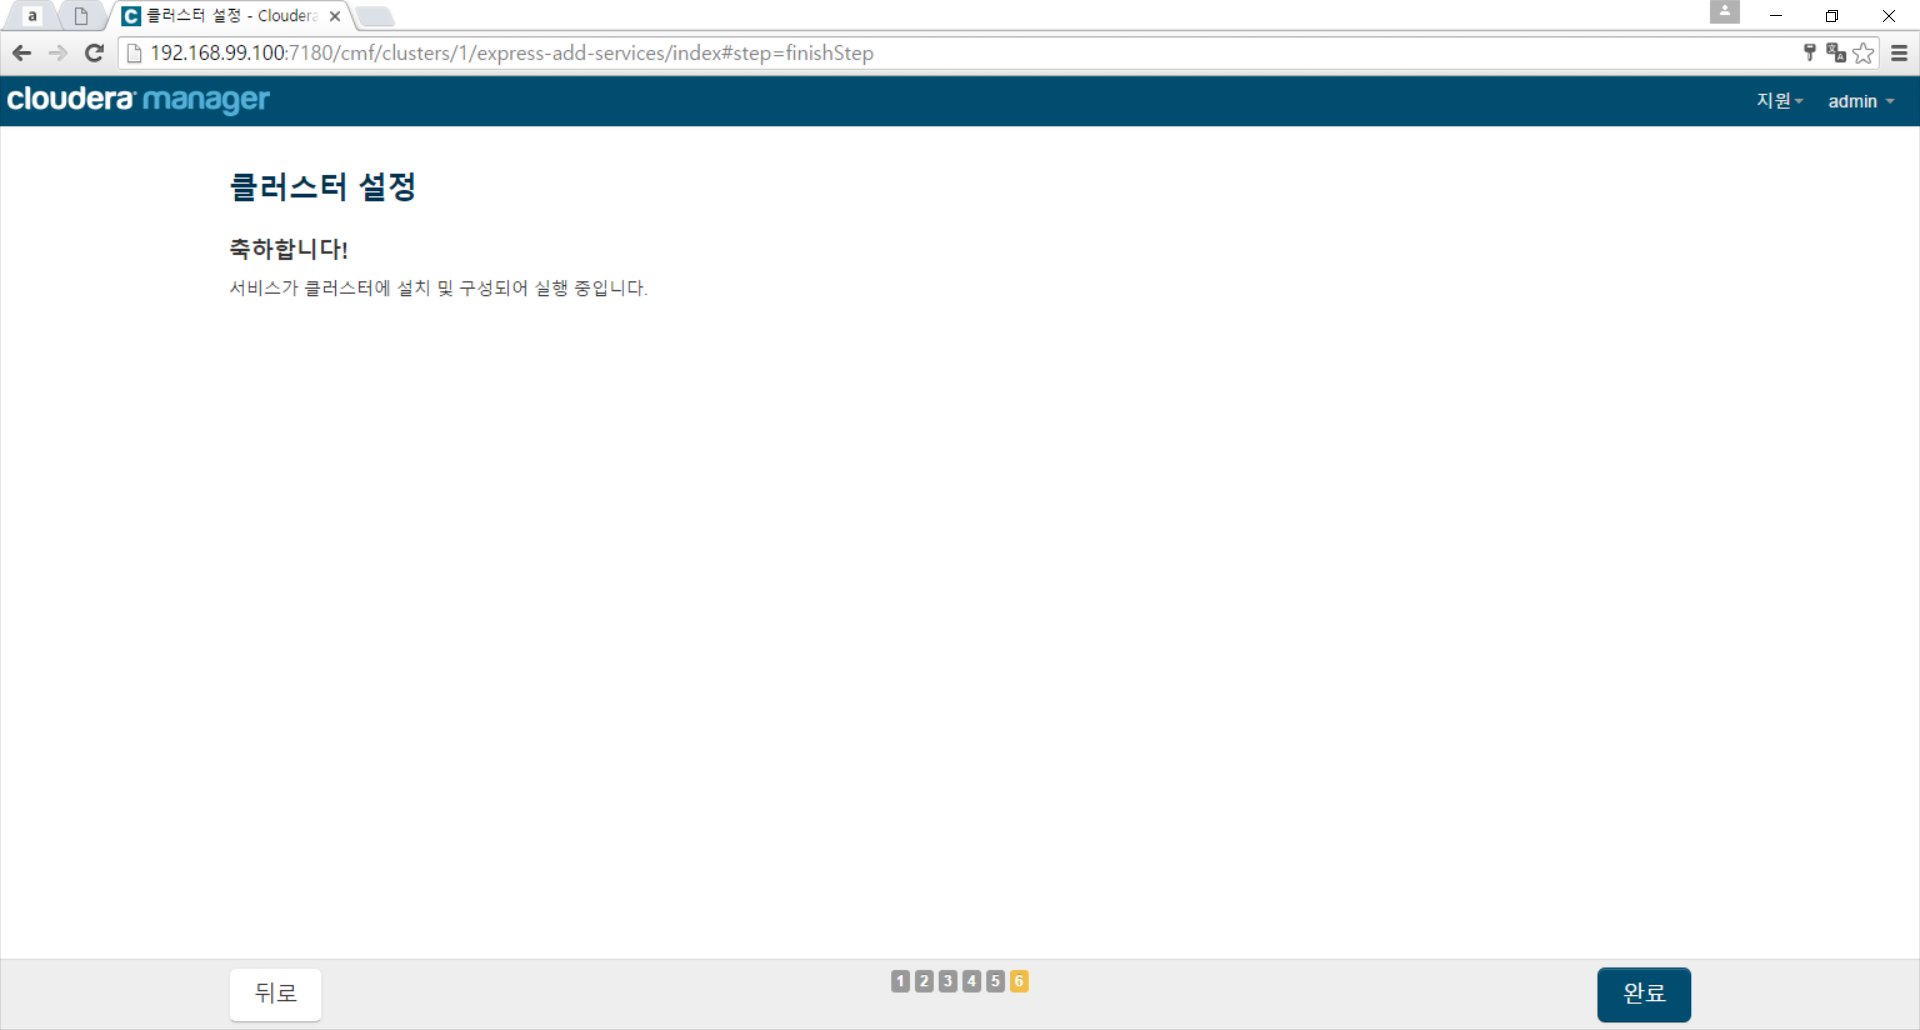 a
C 클러스터 설정 - Cloudera
192.168.99.100:7180/cmf/clusters/1/express-add-services/index#step=finishStep
cloudera manager
지원 admin
클러스터 설정
축하합니다!
서비스가 클러스터에 설치 및 구성되어 실행 중입니다.
뒤로
1 2 3 4 5 6
완료